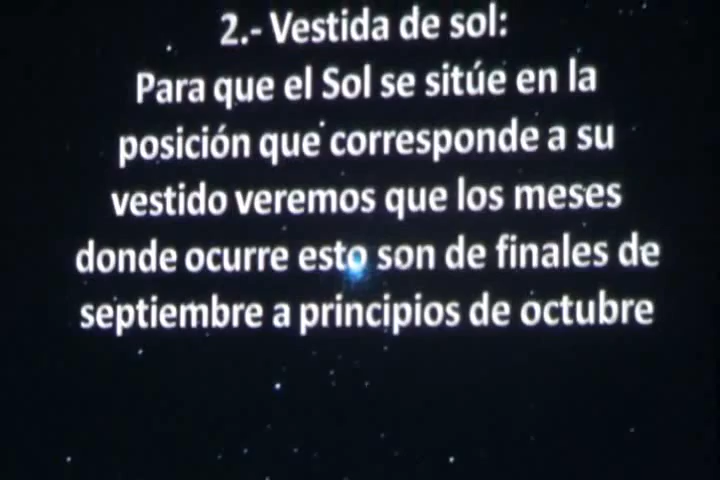 2.- Vestida de sol:
Para que el Sol se sitúe en la
posición que corresponde a su
vestido veremos que los meses
donde ocurre esto son de finales de
septiembre a principios de octubre